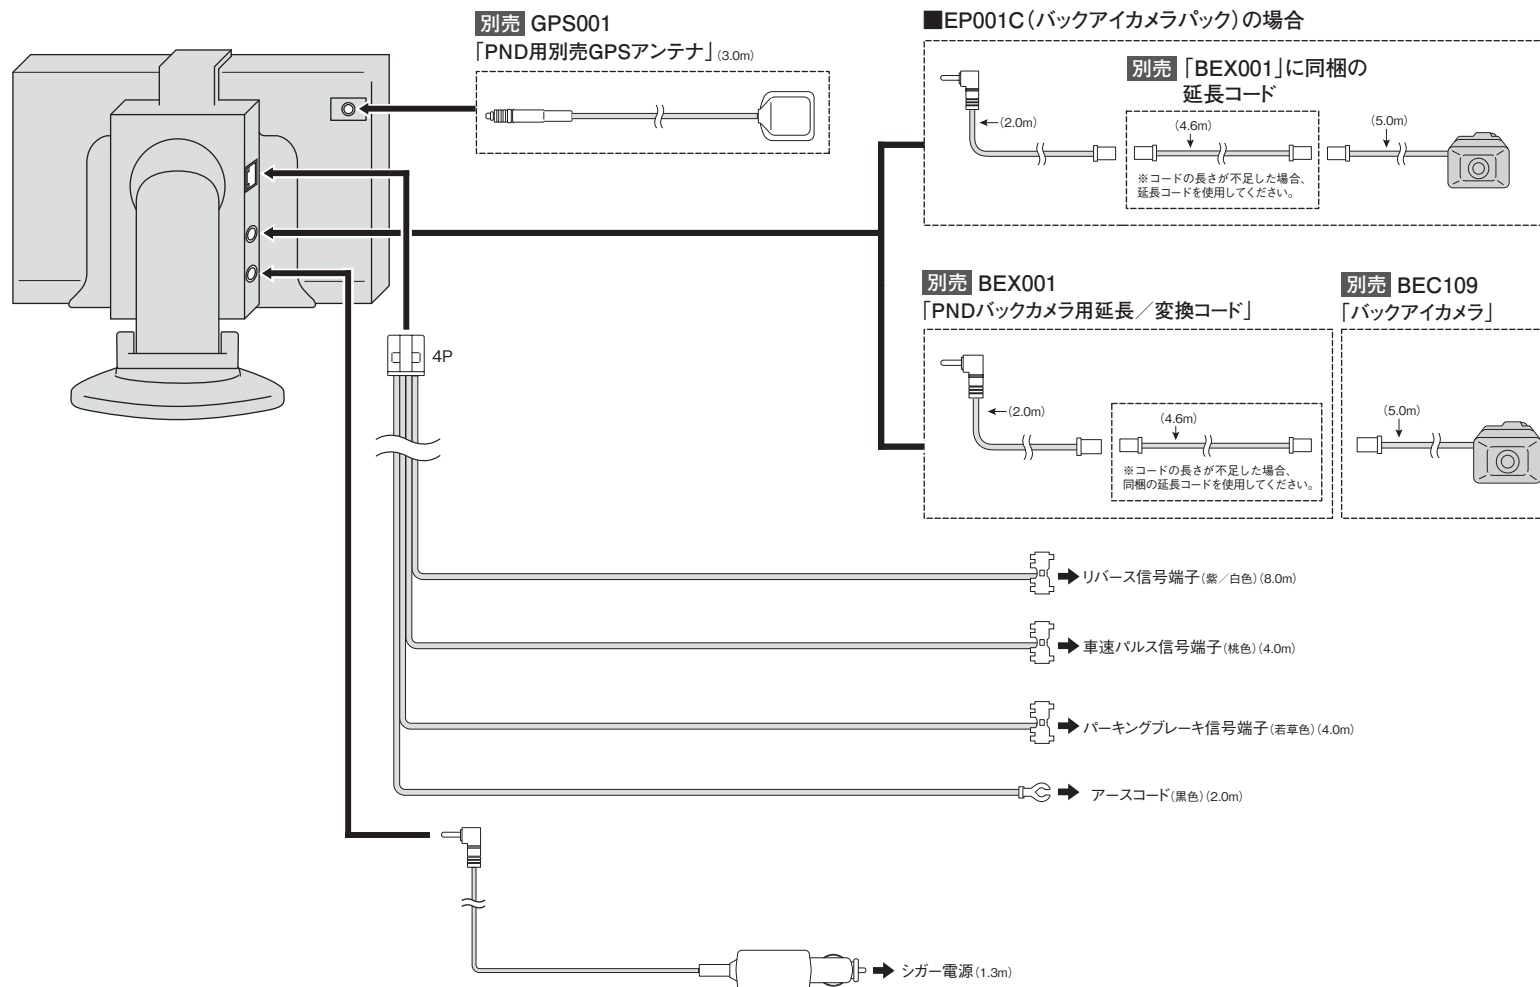 別売 GPS001
「PND用別売GPSアンテナ」(3.0m)
■EP001C(バックアイカメラパック)の場合
別売「BEX001」に同梱の
延長コード
(2.0m)
(4.6m)
(5.0m)
※コードの長さが不足した場合、
延長コードを使用してください。
別売 BEX001
「PNDバックカメラ用延長/変換コード」
(2.0m)
(4.6m)
※コードの長さが不足した場合、
同梱の延長コードを使用してください。
別売 BEC109
「バックアイカメラ」
(5.0m)
4P
リバース信号端子(紫/白色)(8.0m)
車速パルス信号端子(桃色)(4.0m)
パーキングブレーキ信号端子(若草色)(4.0m)
アースコード(黒色)(2.0m)
シガー電源(1.3m)